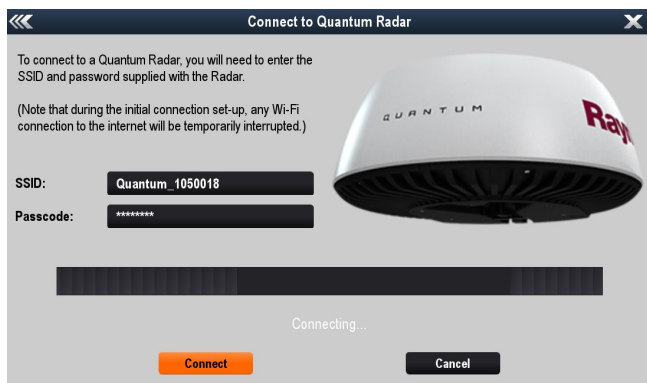 Connect to Quantum Radar
To connect to a Quantum Radar, you will need to enter the
SSID and password supplied with the Radar.
(Note that during the initial connection set-up, any Wi-Fi
connection to the internet will be temporarily interrupted.)
QUANTUM
Ray
SSID:
Quantum_1050018
Passcode:
********
Connecting...
Connect
Cancel